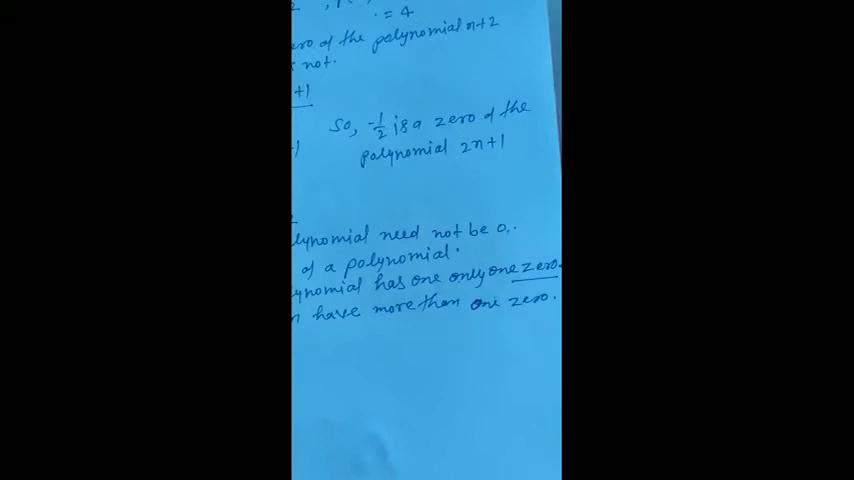 = 4
of the polynomial x+2
not.
+1
So, -1/2 is a zero of the
polynomial 2x+1
lynomial need not be 0.
of a polynomial.
ynomial has one only one zero.
n have more than one zero.